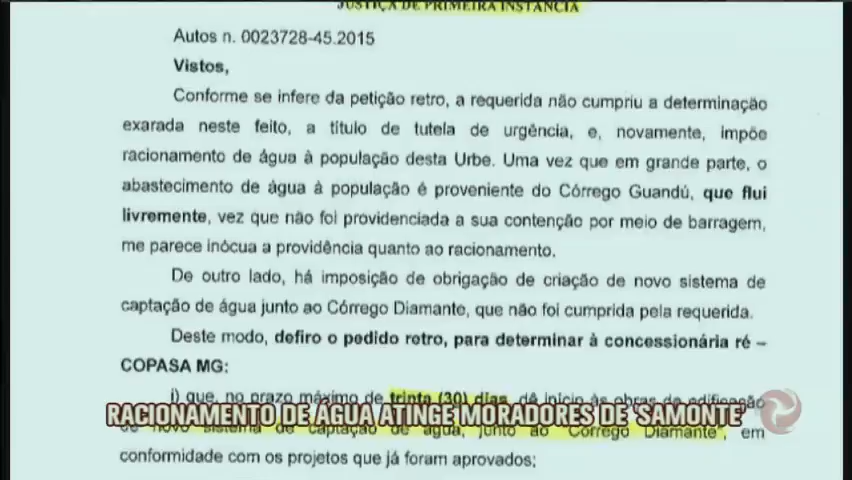 JUSTIÇA DE PRIMEIRA INSTÂNCIA
Autos n. 0023728-45.2015
Vistos,
Conforme se infere da petição retro, a requerida não cumpriu a determinação
exarada neste feito, a título de tutela de urgência, e, novamente, impõe
racionamento de água à população desta Urbe. Uma vez que em grande parte, o
abastecimento de água à população é proveniente do Córrego Guandú, que flui
livremente, vez que não foi providenciada a sua contenção por meio de barragem,
me parece inócua a providência quanto ao racionamento.
De outro lado, há imposição de obrigação de criação de novo sistema de
captação de água junto ao Córrego Diamante, que não foi cumprida pela requerida.
Deste modo, defiro o pedido retro, para determinar à concessionária ré –
COPASA MG:
i) que, no prazo máximo de trinta (30) dias, dê início às obras de edificação
RACIONAMENTO DE ÁGUA ATINGE MORADORES DE 'SAMONTE'
de novo sistema de captação de água, junto ao "Córrego Diamante", em
conformidade com os projetos que já foram aprovados;